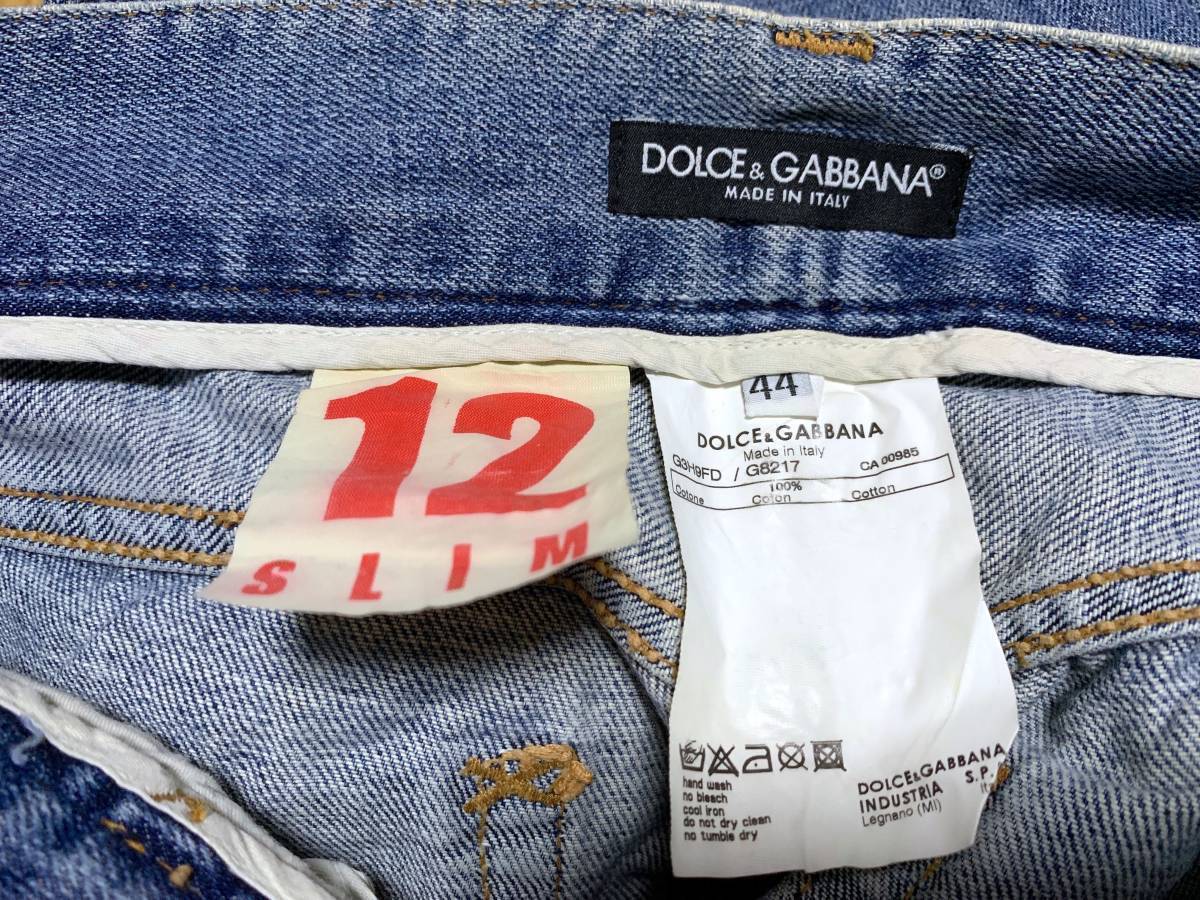 DOLCE & GABBANA®
MADE IN ITALY
12
SLIM
44
DOLCE & GABBANA
Made in Italy
G3H9FD / G8217 CA 00985
100%
Cotone Coton Cotton
hand wash
no bleach
cool iron
do not dry clean
no tumble dry
DOLCE & GABBANA
INDUSTRIA S.P.
Legnano (MI)